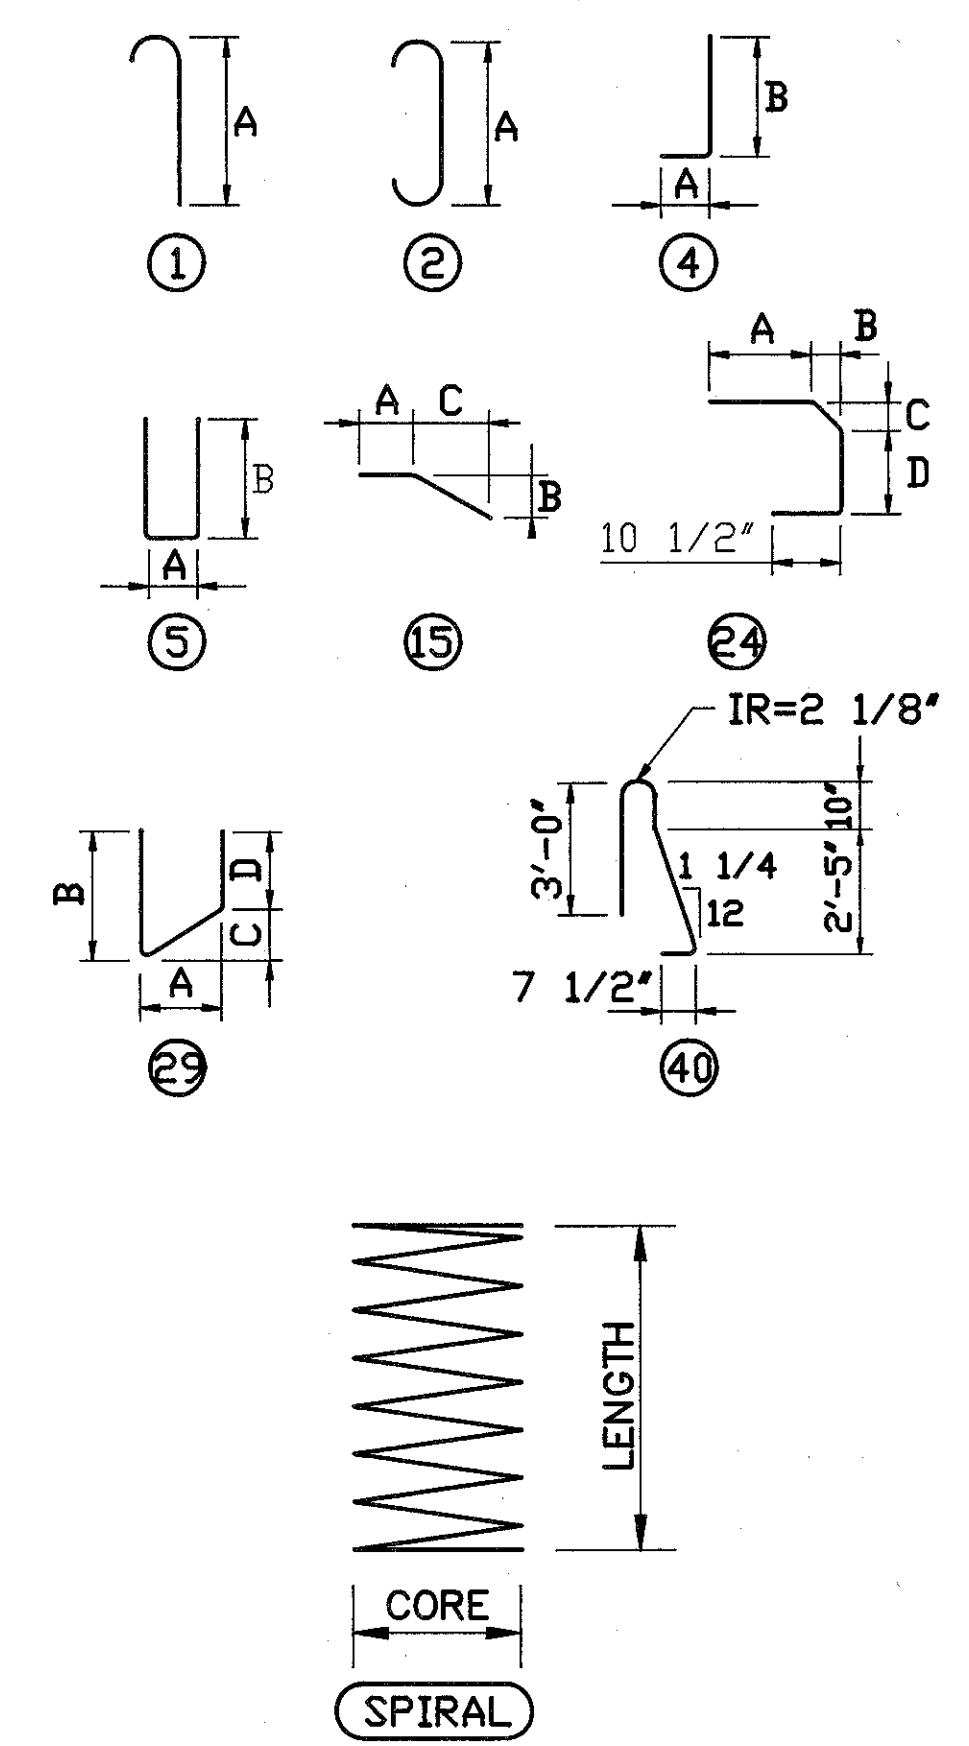 A
A
B
A
1
2
4
A
B
A
C
C
B
D
B
10 1/2"
A
5
15
24
IR=2 1/8"
3'-0"
10"
2'-5"
1 1/4
12
7 1/2"
40
B
D
C
A
29
LENGTH
CORE
SPIRAL